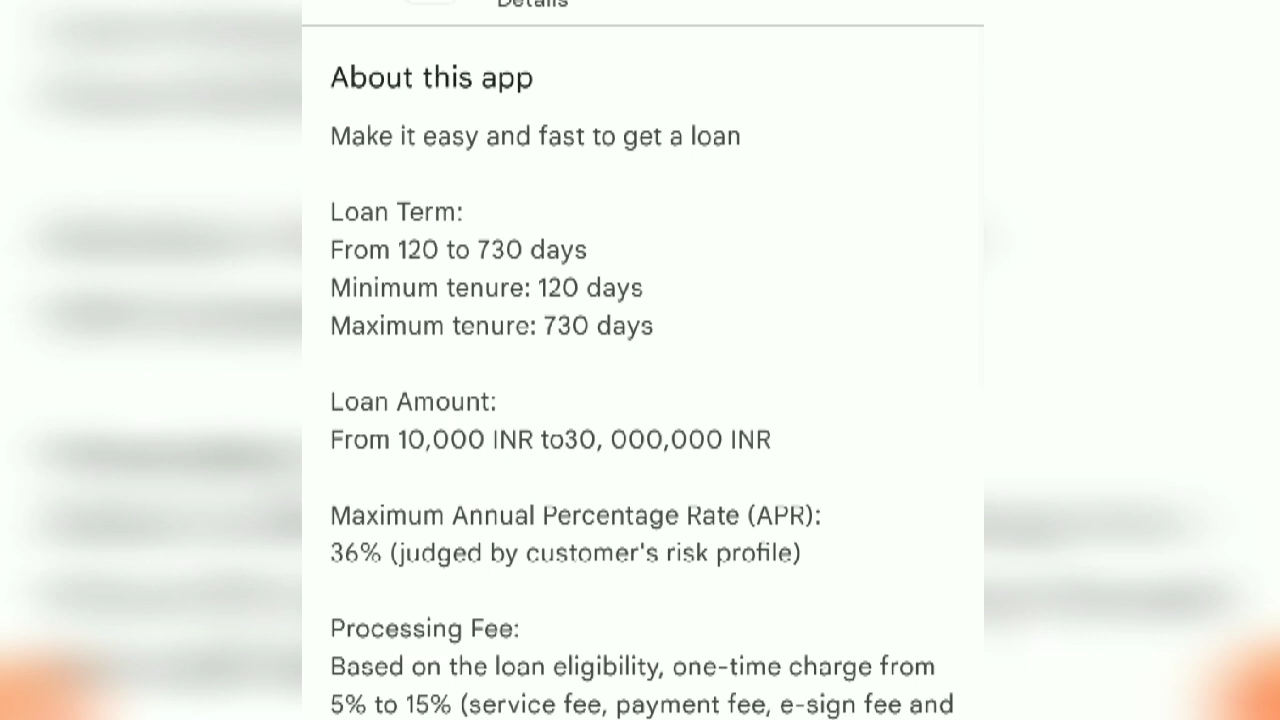 Details
About this app
Make it easy and fast to get a loan
Loan Term:
From 120 to 730 days
Minimum tenure: 120 days
Maximum tenure: 730 days
Loan Amount:
From 10,000 INR to30, 000,000 INR
Maximum Annual Percentage Rate (APR):
36% (judged by customer's risk profile)
Processing Fee:
Based on the loan eligibility, one-time charge from
5% to 15% (service fee, payment fee, e-sign fee and